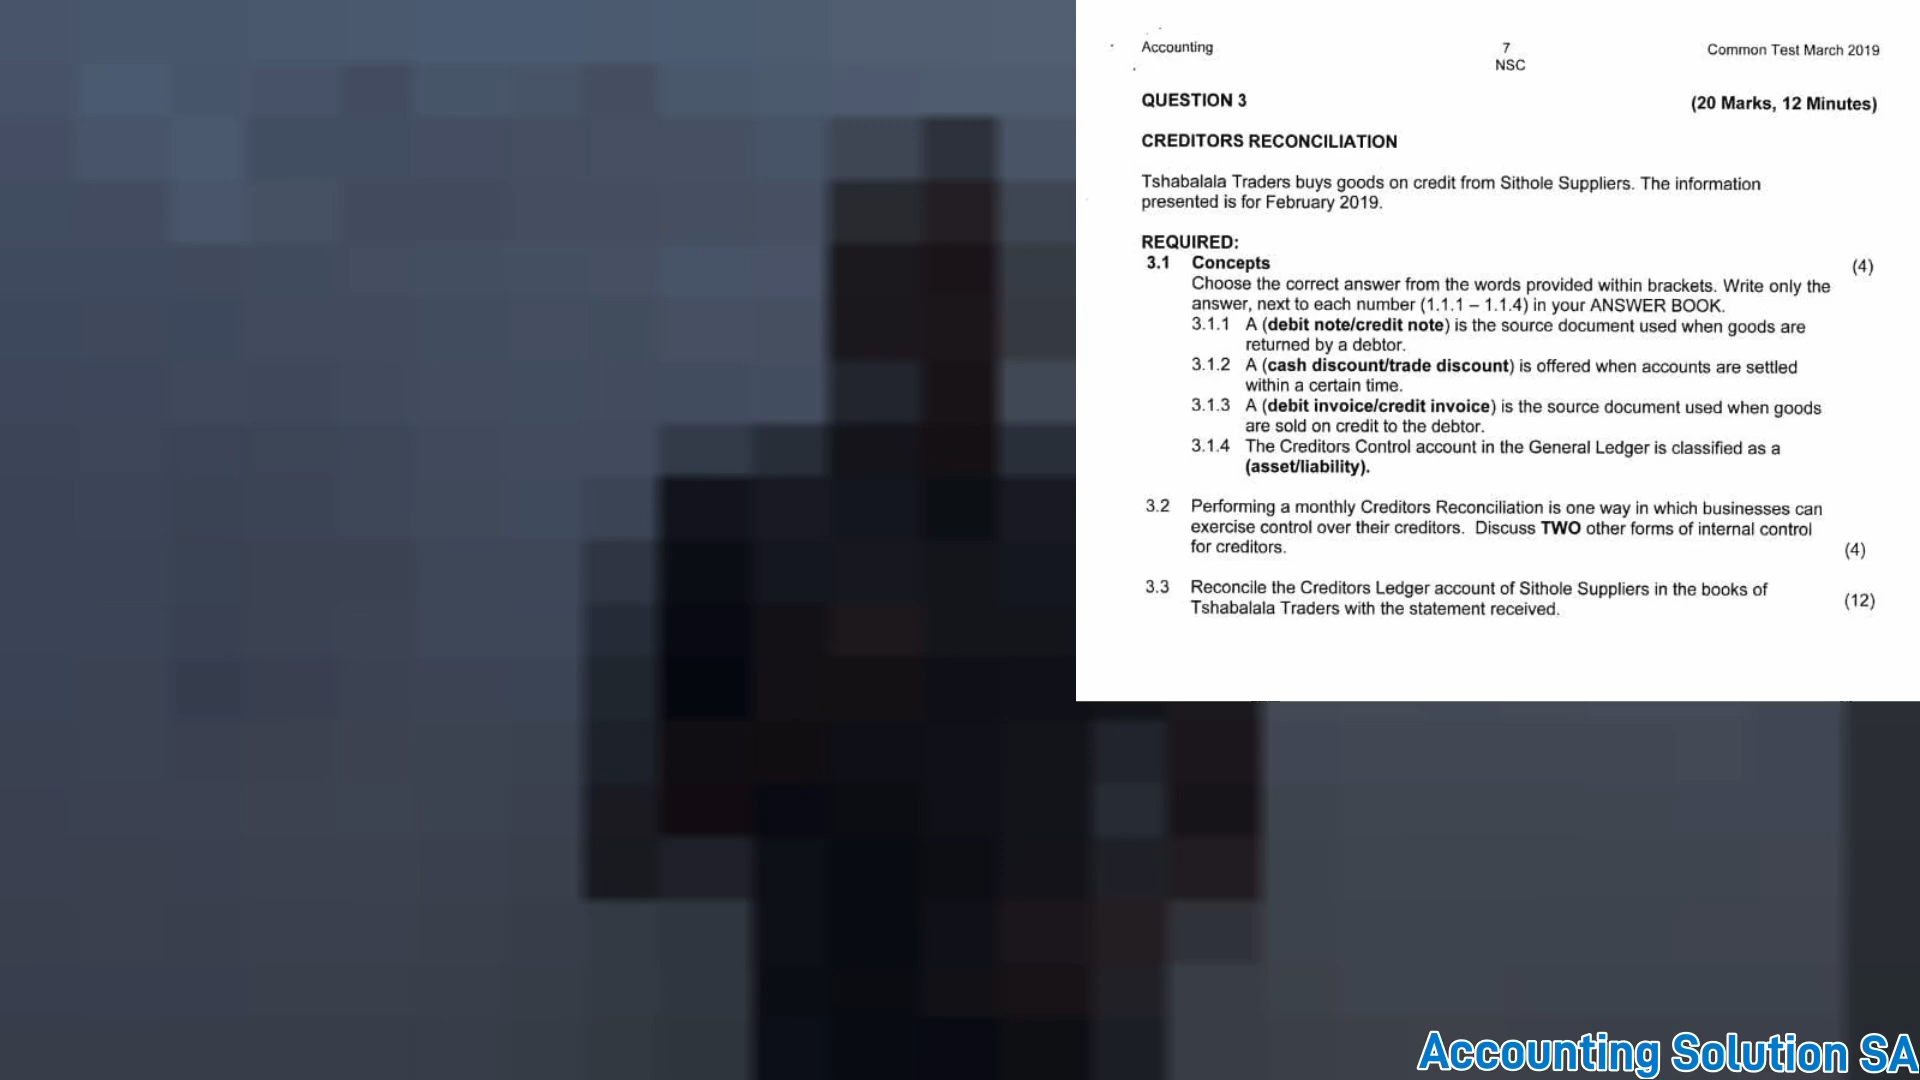 Accounting
7
Common Test March 2019
NSC
QUESTION 3
(20 Marks, 12 Minutes)
CREDITORS RECONCILIATION
Tshabalala Traders buys goods on credit from Sithole Suppliers. The information
presented is for February 2019.
REQUIRED:
3.1 Concepts (4)
Choose the correct answer from the words provided within brackets. Write only the
answer, next to each number (1.1.1 – 1.1.4) in your ANSWER BOOK.
3.1.1 A (debit note/credit note) is the source document used when goods are
returned by a debtor.
3.1.2 A (cash discount/trade discount) is offered when accounts are settled
within a certain time.
3.1.3 A (debit invoice/credit invoice) is the source document used when goods
are sold on credit to the debtor.
3.1.4 The Creditors Control account in the General Ledger is classified as a
(asset/liability).
3.2 Performing a monthly Creditors Reconciliation is one way in which businesses can
exercise control over their creditors. Discuss TWO other forms of internal control
for creditors. (4)
3.3 Reconcile the Creditors Ledger account of Sithole Suppliers in the books of
Tshabalala Traders with the statement received. (12)
Accounting Solution SA